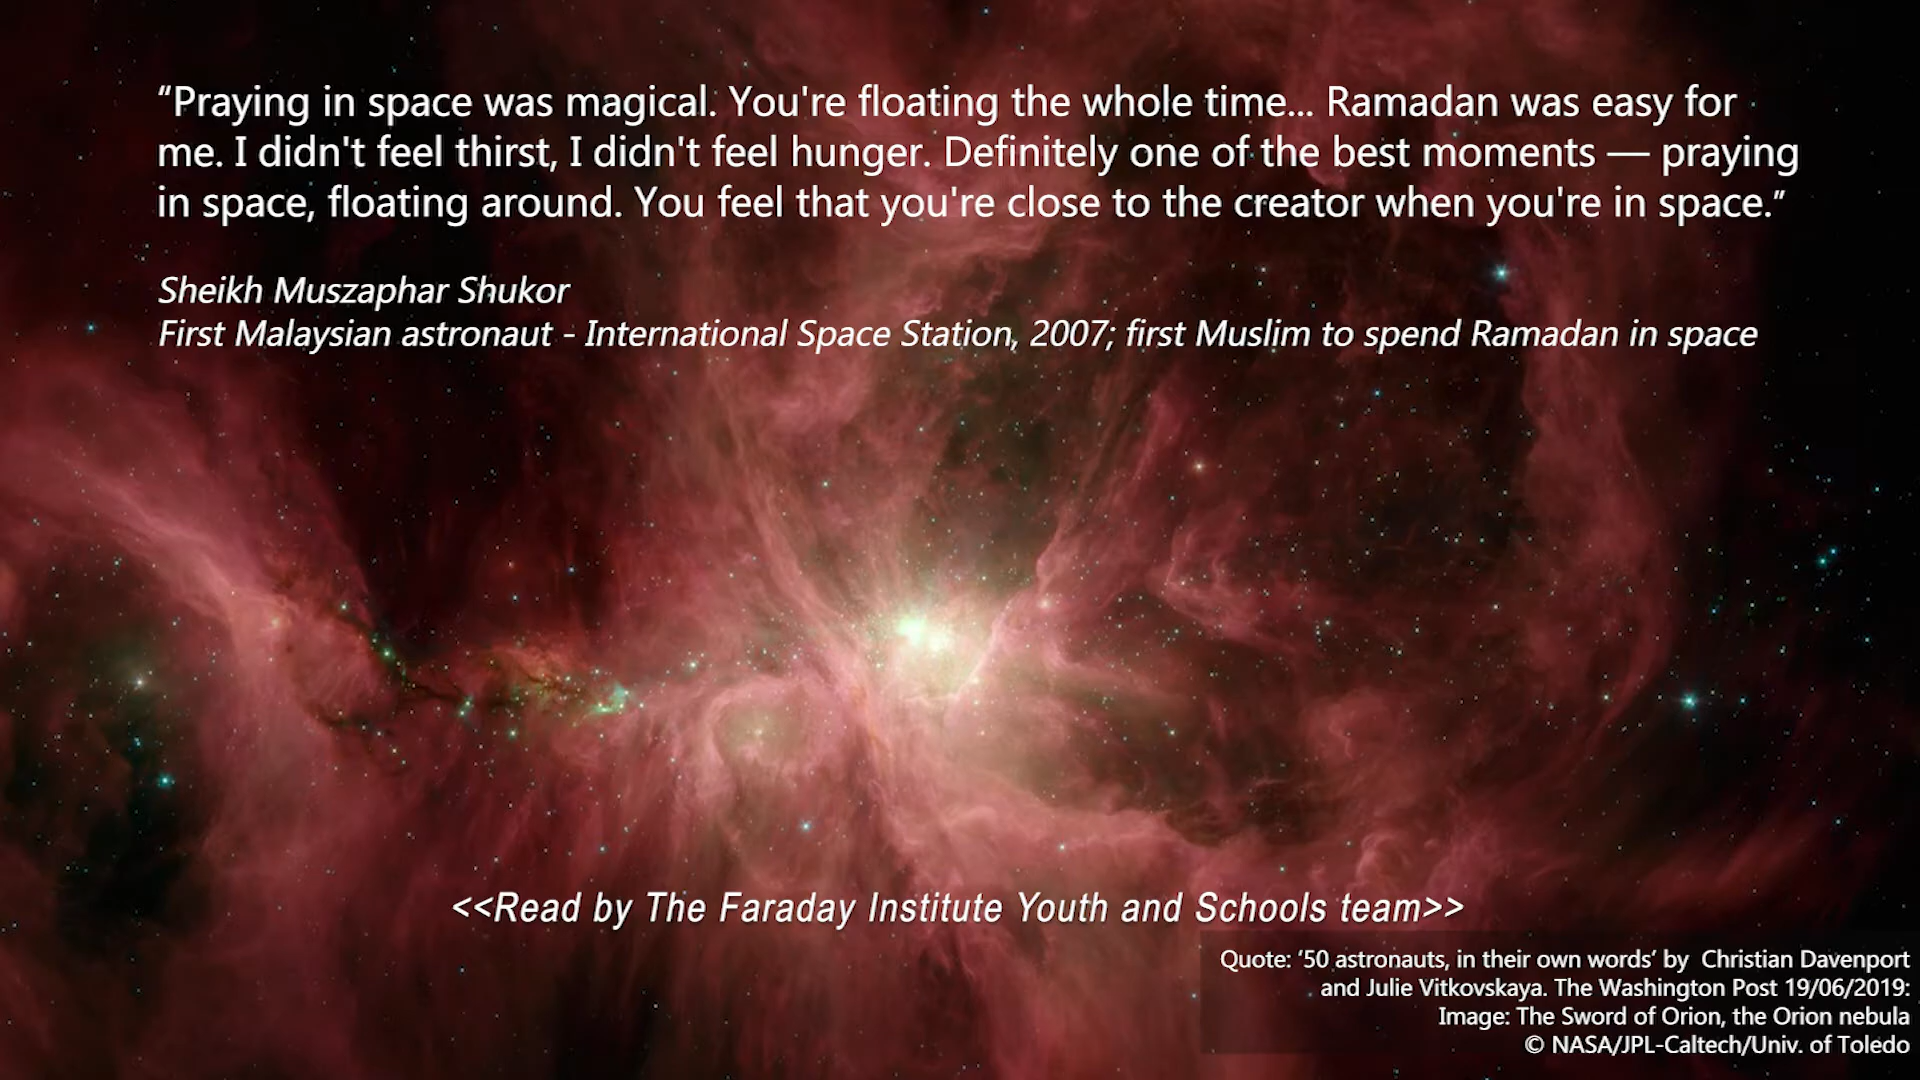 “Praying in space was magical. You're floating the whole time... Ramadan was easy for
me. I didn't feel thirst, I didn't feel hunger. Definitely one of the best moments — praying
in space, floating around. You feel that you're close to the creator when you're in space.”
Sheikh Muszaphar Shukor
First Malaysian astronaut - International Space Station, 2007; first Muslim to spend Ramadan in space
<<Read by The Faraday Institute Youth and Schools team>>
Quote: ‘50 astronauts, in their own words’ by Christian Davenport
and Julie Vitkovskaya. The Washington Post 19/06/2019:
Image: The Sword of Orion, the Orion nebula
© NASA/JPL-Caltech/Univ. of Toledo